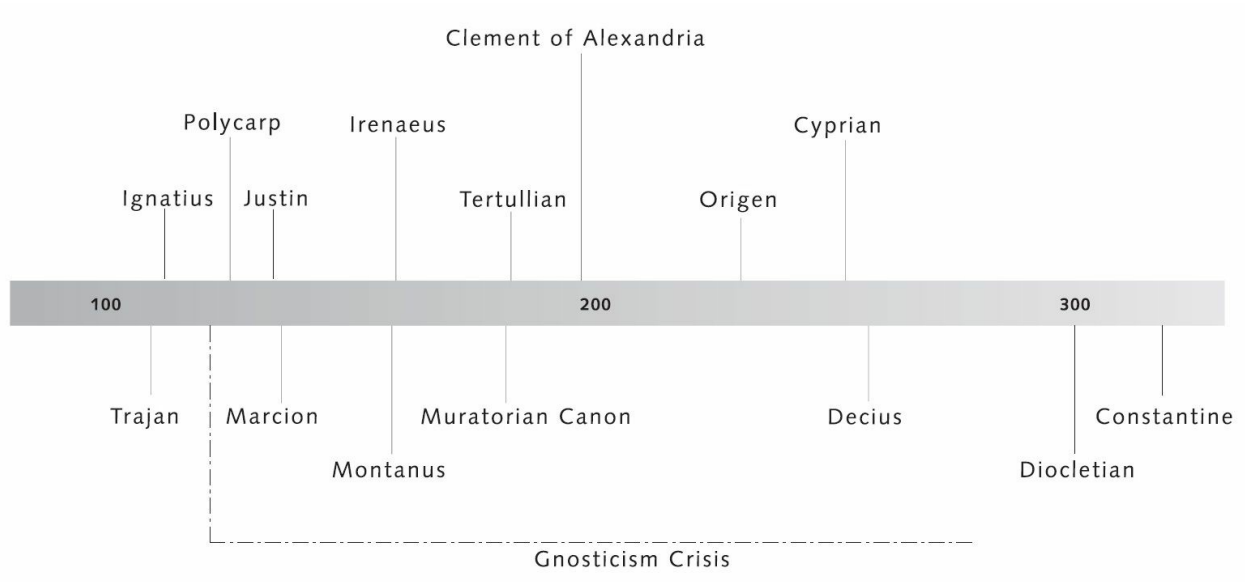 Clement of Alexandria
Polycarp
Irenaeus
Cyprian
Ignatius
Justin
Tertullian
Origen
100
200
300
Trajan
Marcion
Muratorian Canon
Decius
Constantine
Montanus
Diocletian
Gnosticism Crisis